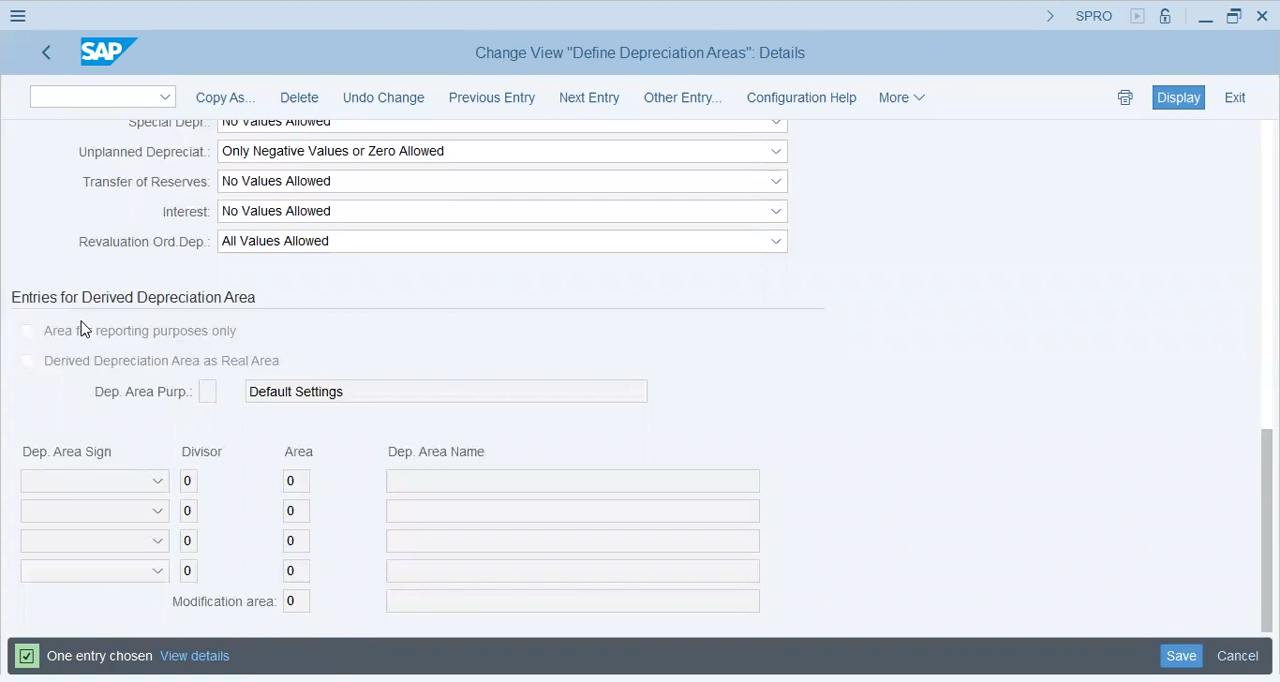 SPRO
SAP
Change View "Define Depreciation Areas": Details
Copy As... Delete Undo Change Previous Entry Next Entry Other Entry... Configuration Help More Display Exit
Special Depr.: No Values Allowed
Unplanned Depreciat.: Only Negative Values or Zero Allowed
Transfer of Reserves: No Values Allowed
Interest: No Values Allowed
Revaluation Ord.Dep.: All Values Allowed
Entries for Derived Depreciation Area
Area for reporting purposes only
Derived Depreciation Area as Real Area
Dep. Area Purp.: Default Settings
Dep. Area Sign Divisor Area Dep. Area Name
0 0
0 0
0 0
0 0
Modification area: 0
One entry chosen View details Save Cancel